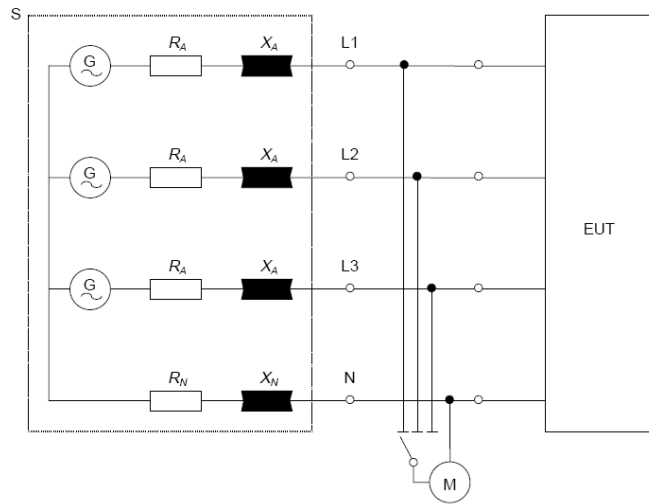 S
G R_A X_A L1
G R_A X_A L2
EUT
G R_A X_A L3
R_N X_N N
M